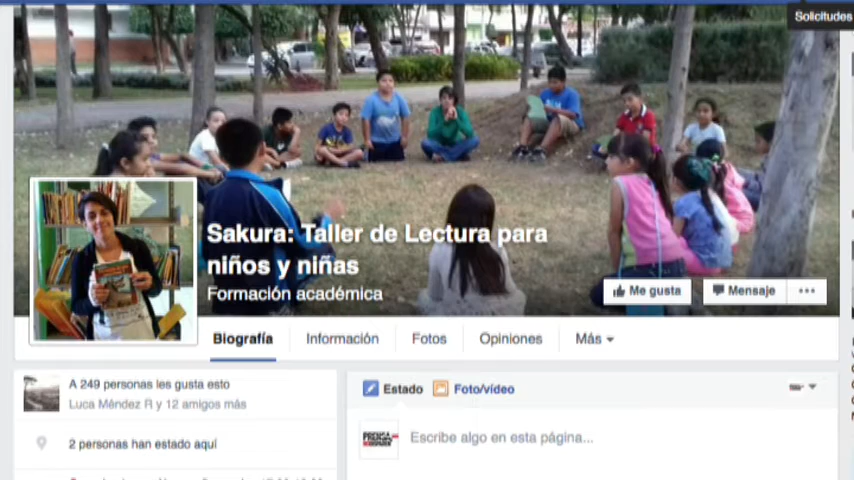 Solicitudes
Sakura: Taller de Lectura para
niños y niñas
Formación académica
Me gusta
Mensaje
Biografía
Información
Fotos
Opiniones
Más
A 249 personas les gusta esto
Luca Méndez R y 12 amigos más
2 personas han estado aquí
Estado
Foto/vídeo
PRENSA
Escribe algo en esta página...